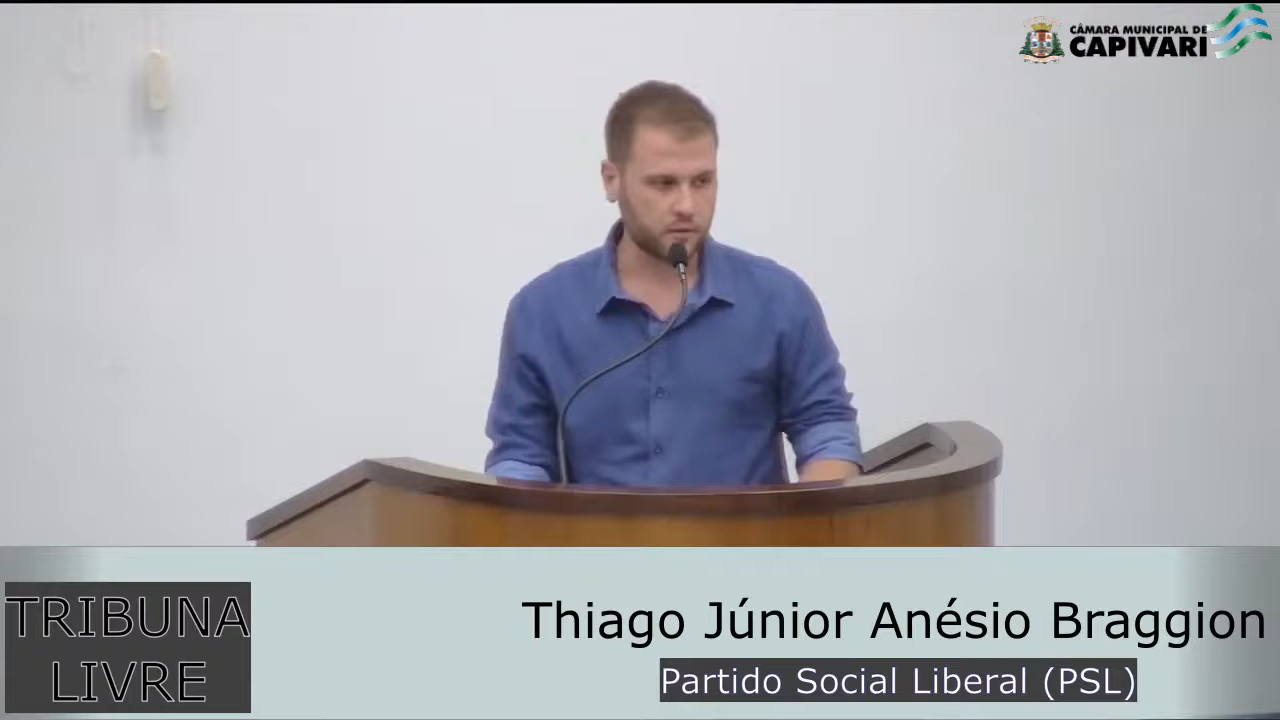 CÂMARA MUNICIPAL DE
CAPIVARI
TRIBUNA
LIVRE
Thiago Júnior Anésio Braggion
Partido Social Liberal (PSL)